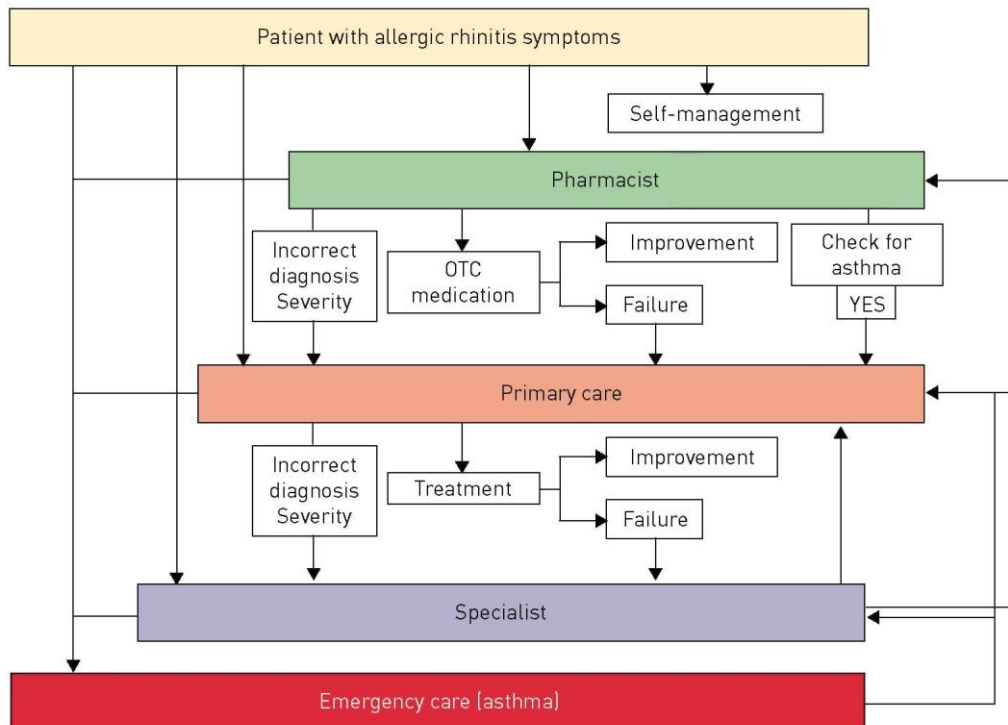 Patient with allergic rhinitis symptoms
Self-management
Pharmacist
Incorrect
diagnosis
Severity
OTC
medication
Improvement
Failure
Check for
asthma
YES
Primary care
Incorrect
diagnosis
Severity
Treatment
Improvement
Failure
Specialist
Emergency care (asthma)